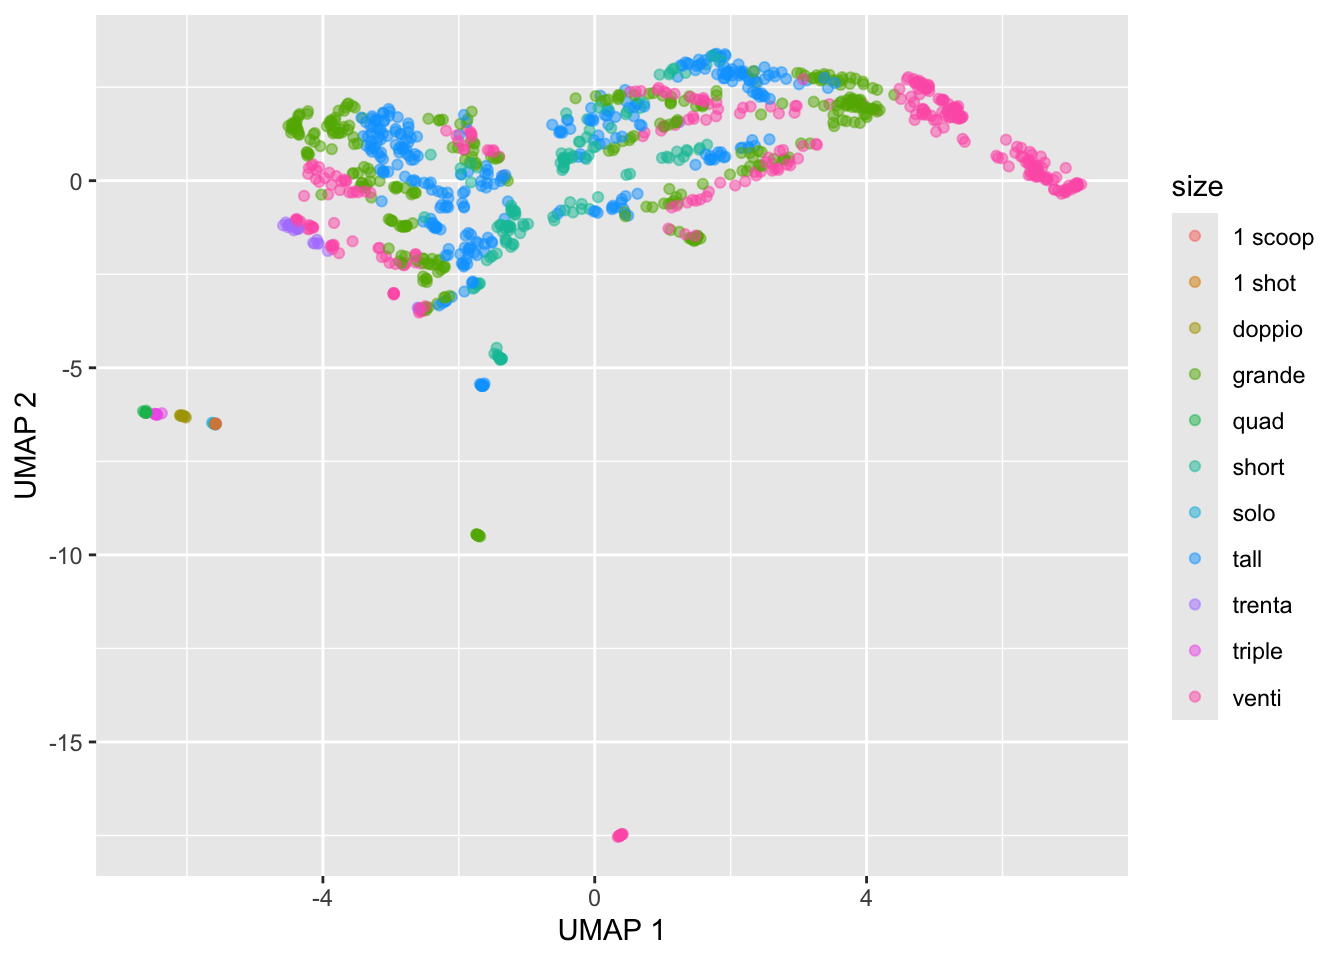 0
-5
-10
-15
UMAP 2
-4
0
4
UMAP 1
size
1 scoop
1 shot
doppio
grande
quad
short
solo
tall
trenta
triple
venti